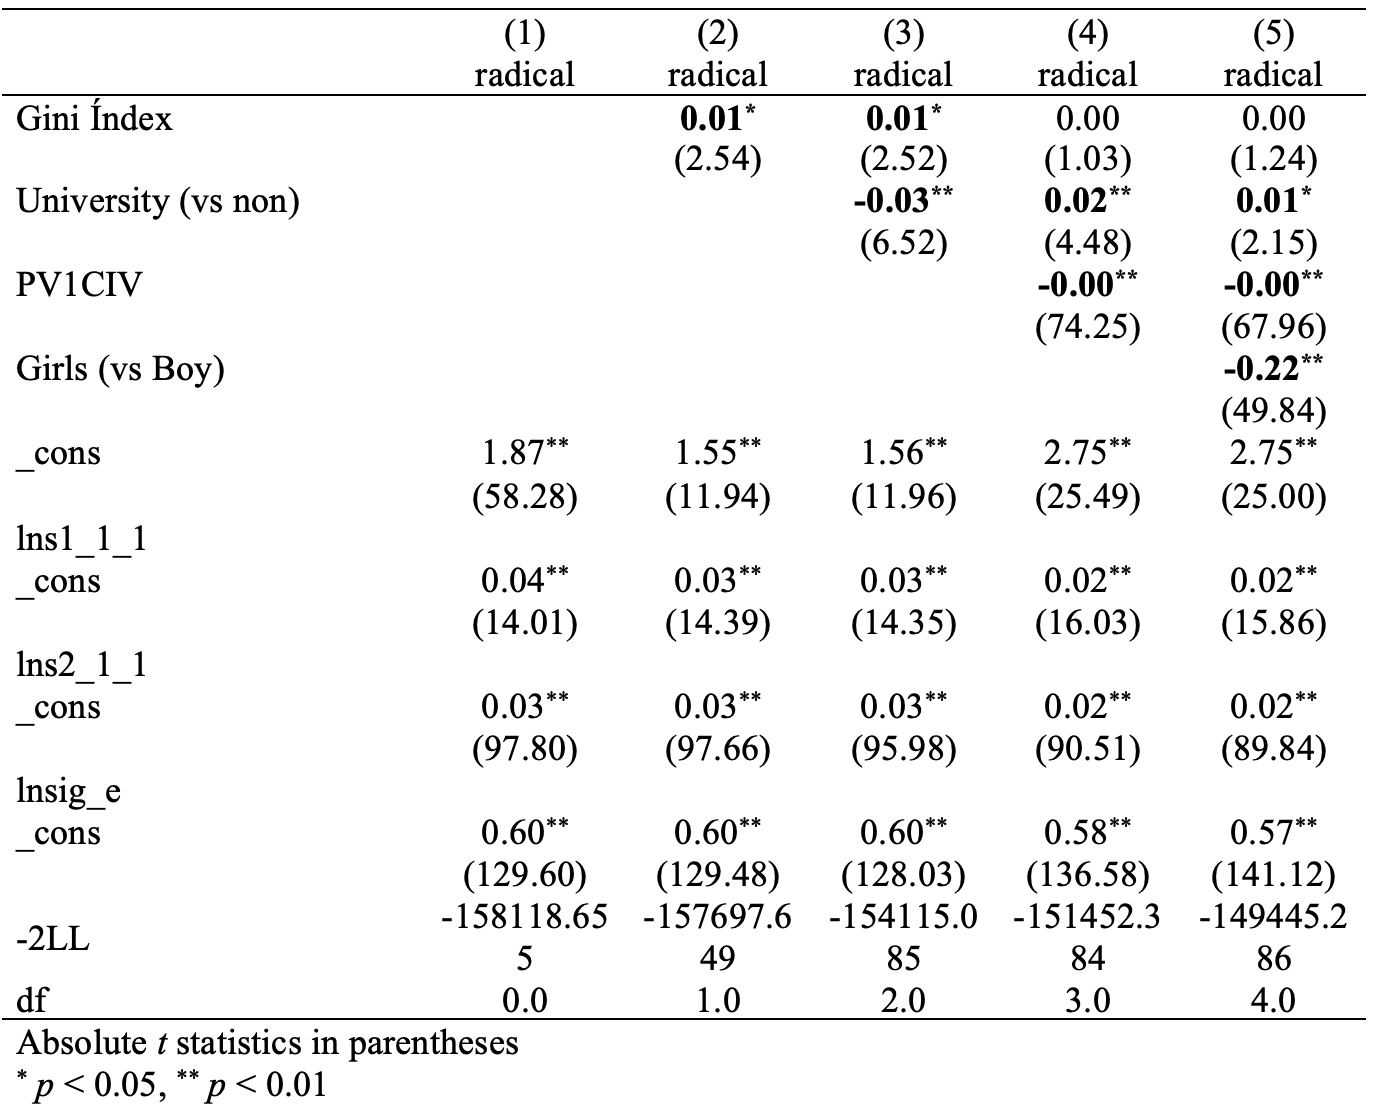 (1) (2) (3) (4) (5)
radical radical radical radical radical
Gini Índex 0.01* 0.01* 0.00 0.00
(2.54) (2.52) (1.03) (1.24)
University (vs non) -0.03** 0.02** 0.01*
(6.52) (4.48) (2.15)
PV1CIV -0.00** -0.00**
(74.25) (67.96)
Girls (vs Boy) -0.22**
(49.84)
_cons 1.87** 1.55** 1.56** 2.75** 2.75**
(58.28) (11.94) (11.96) (25.49) (25.00)
lns1_1_1
_cons 0.04** 0.03** 0.03** 0.02** 0.02**
(14.01) (14.39) (14.35) (16.03) (15.86)
lns2_1_1
_cons 0.03** 0.03** 0.03** 0.02** 0.02**
(97.80) (97.66) (95.98) (90.51) (89.84)
lnsig_e
_cons 0.60** 0.60** 0.60** 0.58** 0.57**
(129.60) (129.48) (128.03) (136.58) (141.12)
-2LL -158118.65 -157697.6 -154115.0 -151452.3 -149445.2
5 49 85 84 86
df 0.0 1.0 2.0 3.0 4.0
Absolute t statistics in parentheses
* p < 0.05, ** p < 0.01